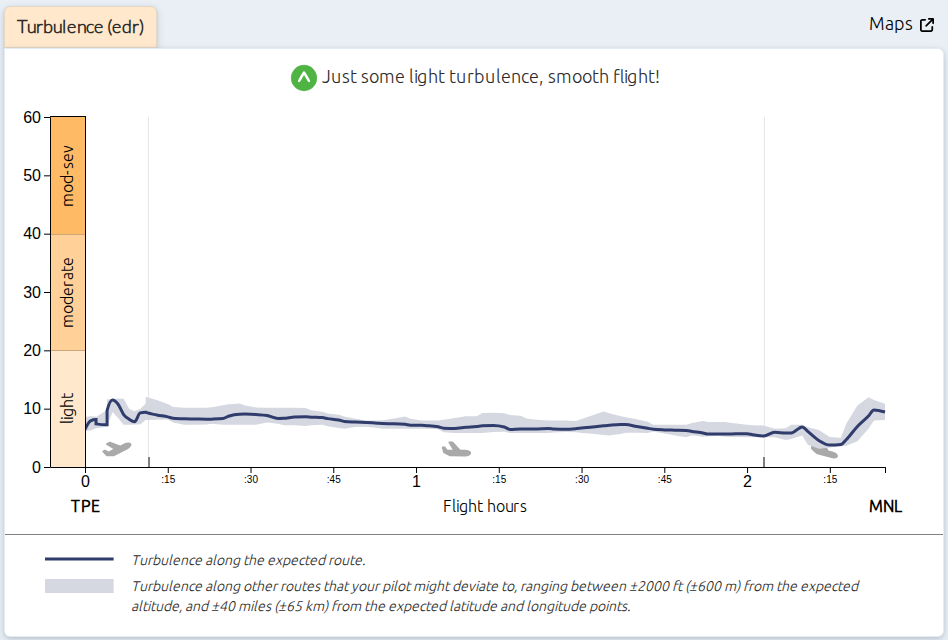 Turbulence (edr)
Maps
Just some light turbulence, smooth flight!
60
50
40
30
20
10
0
mod-sev
moderate
light
0 :15 :30 :45 1 :15 :30 :45 2 :15
TPE Flight hours MNL
Turbulence along the expected route.
Turbulence along other routes that your pilot might deviate to, ranging between ±2000 ft (±600 m) from the expected
altitude, and ±40 miles (±65 km) from the expected latitude and longitude points.